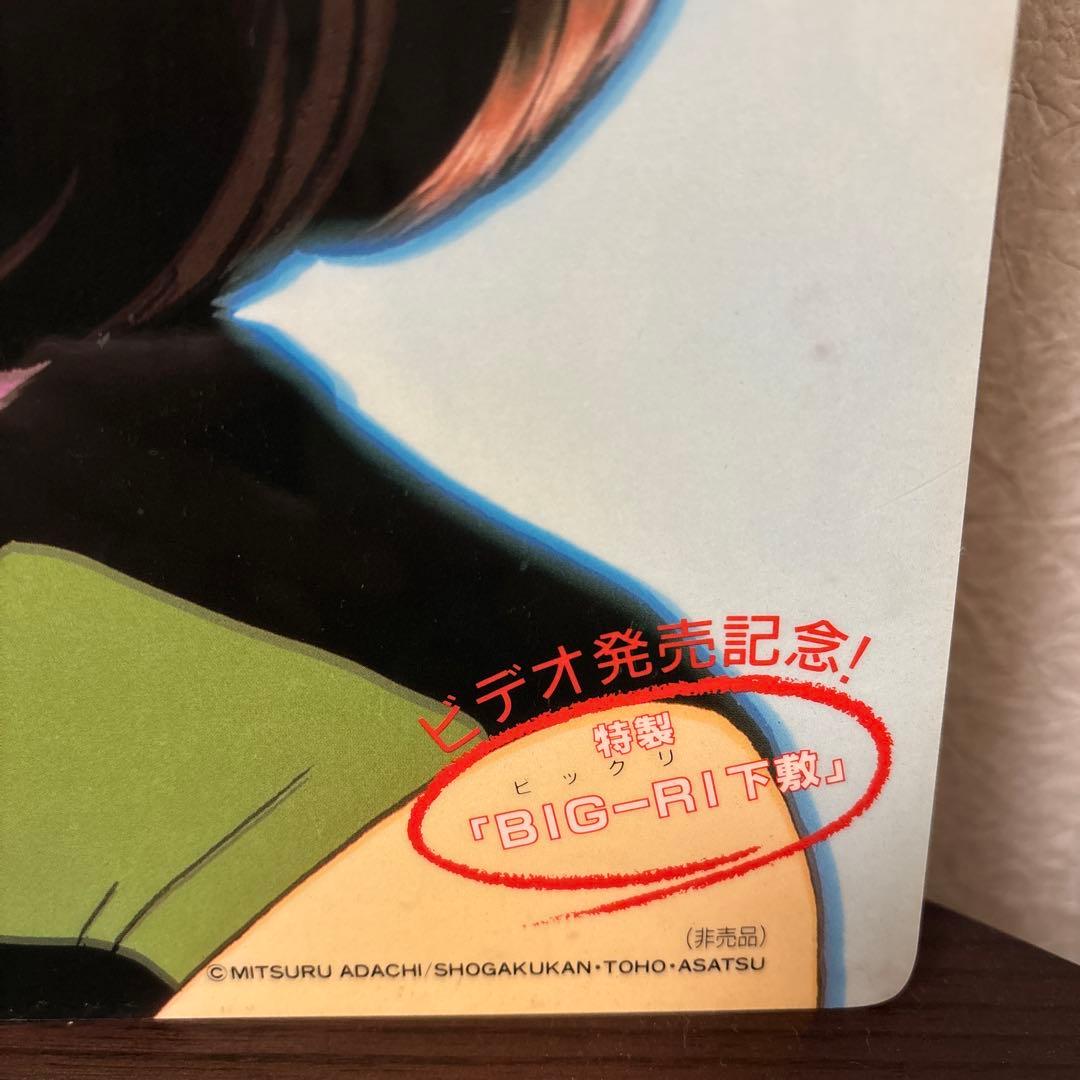 ビデオ発売記念!
特製
ビックリ
「BIG-RI下敷」
(非売品)
©MITSURU ADACHI/SHOGAKUKAN・TOHO・ASATSU